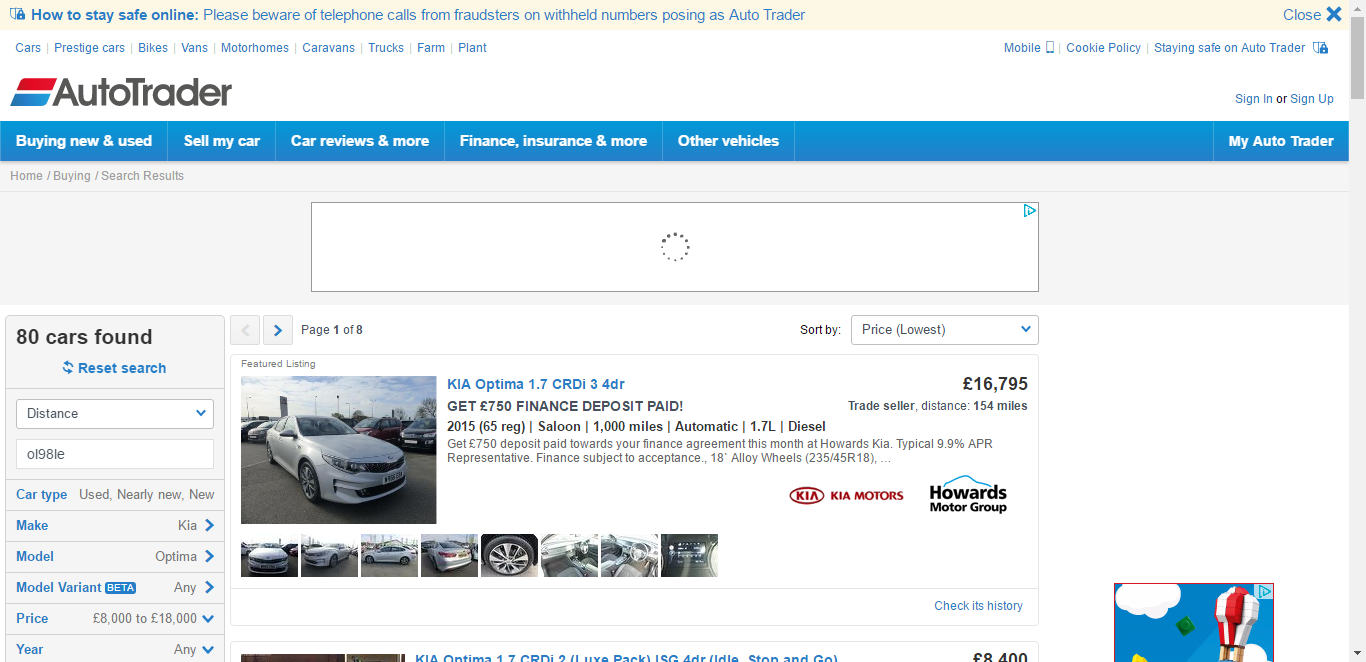 How to stay safe online: Please beware of telephone calls from fraudsters on withheld numbers posing as Auto Trader
Close
Cars | Prestige cars | Bikes | Vans | Motorhomes | Caravans | Trucks | Farm | Plant
Mobile | Cookie Policy | Staying safe on Auto Trader
AutoTrader
Sign In or Sign Up
Buying new & used
Sell my car
Car reviews & more
Finance, insurance & more
Other vehicles
My Auto Trader
Home / Buying / Search Results
80 cars found
Reset search
Distance
ol98le
Car type Used, Nearly new, New
Make Kia
Model Optima
Model Variant BETA Any
Price £8,000 to £18,000
Year Any
Page 1 of 8
Sort by: Price (Lowest)
Featured Listing
KIA Optima 1.7 CRDi 3 4dr
£16,795
GET £750 FINANCE DEPOSIT PAID!
Trade seller, distance: 154 miles
2015 (65 reg) | Saloon | 1,000 miles | Automatic | 1.7L | Diesel
Get £750 deposit paid towards your finance agreement this month at Howards Kia. Typical 9.9% APR
Representative. Finance subject to acceptance., 18` Alloy Wheels (235/45R18), ...
KIA KIA MOTORS
Howards
Motor Group
Check its history
KIA Optima 1.7 CRDi 2 (Luxe Pack) ISG 4dr (Idle, Stop and Go)
£8,400